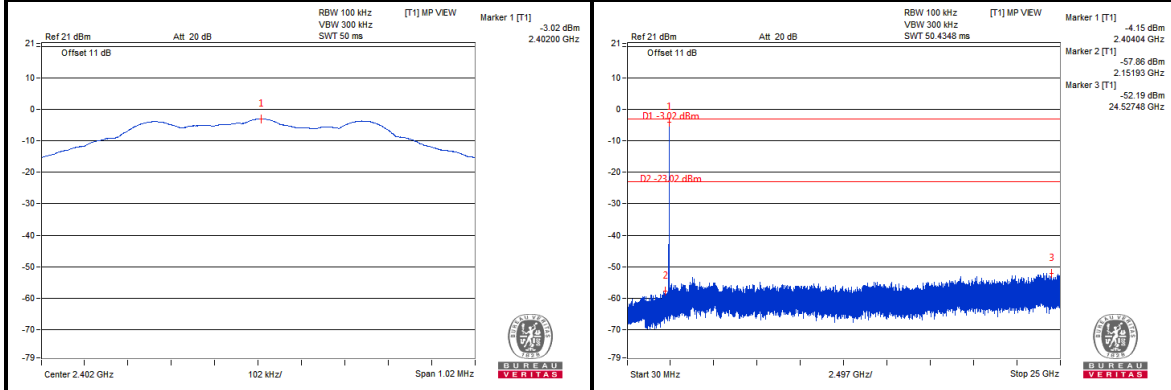 RBW 100 kHz [T1] MP VIEW
VBW 300 kHz
Ref 21 dBm Att 20 dB SWT 50 ms
Marker 1 [T1]
-3.02 dBm
2.40200 GHz
Offset 11 dB
21
10
0
-10
-20
-30
-40
-50
-60
-70
-79
1
Center 2.402 GHz 102 kHz/ Span 1.02 MHz
BUREAU VERITAS
1828
BUREAU
VERITAS
RBW 100 kHz [T1] MP VIEW
VBW 300 kHz
Ref 21 dBm Att 20 dB SWT 50.4348 ms
Marker 1 [T1]
-4.15 dBm
2.40404 GHz
Marker 2 [T1]
-57.86 dBm
2.15193 GHz
Marker 3 [T1]
-52.19 dBm
24.52748 GHz
Offset 11 dB
21
10
0
-10
-20
-30
-40
-50
-60
-70
-79
1
D1 -3.02 dBm
D2 -23.02 dBm
2
3
Start 30 MHz 2.497 GHz/ Stop 25 GHz
BUREAU VERITAS
1828
BUREAU
VERITAS